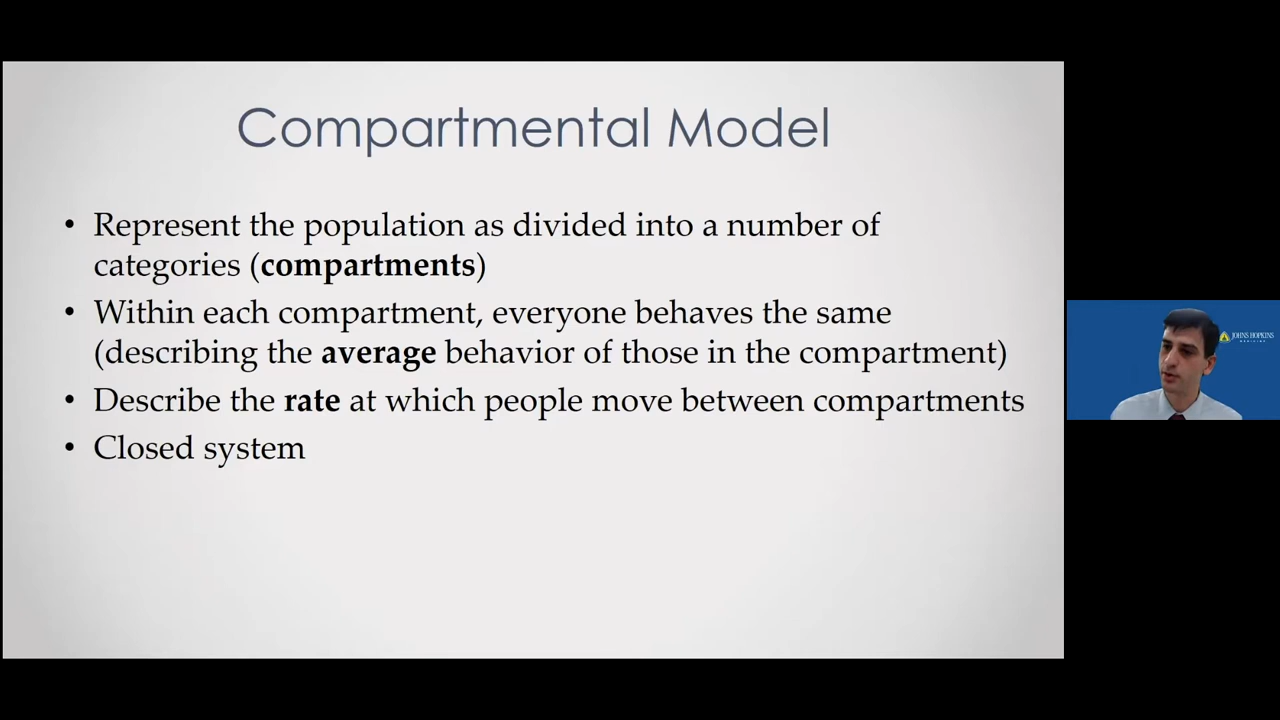 Compartmental Model
• Represent the population as divided into a number of
categories (compartments)
• Within each compartment, everyone behaves the same
(describing the average behavior of those in the compartment)
• Describe the rate at which people move between compartments
• Closed system
JOHNS HOPKINS
MEDICINE